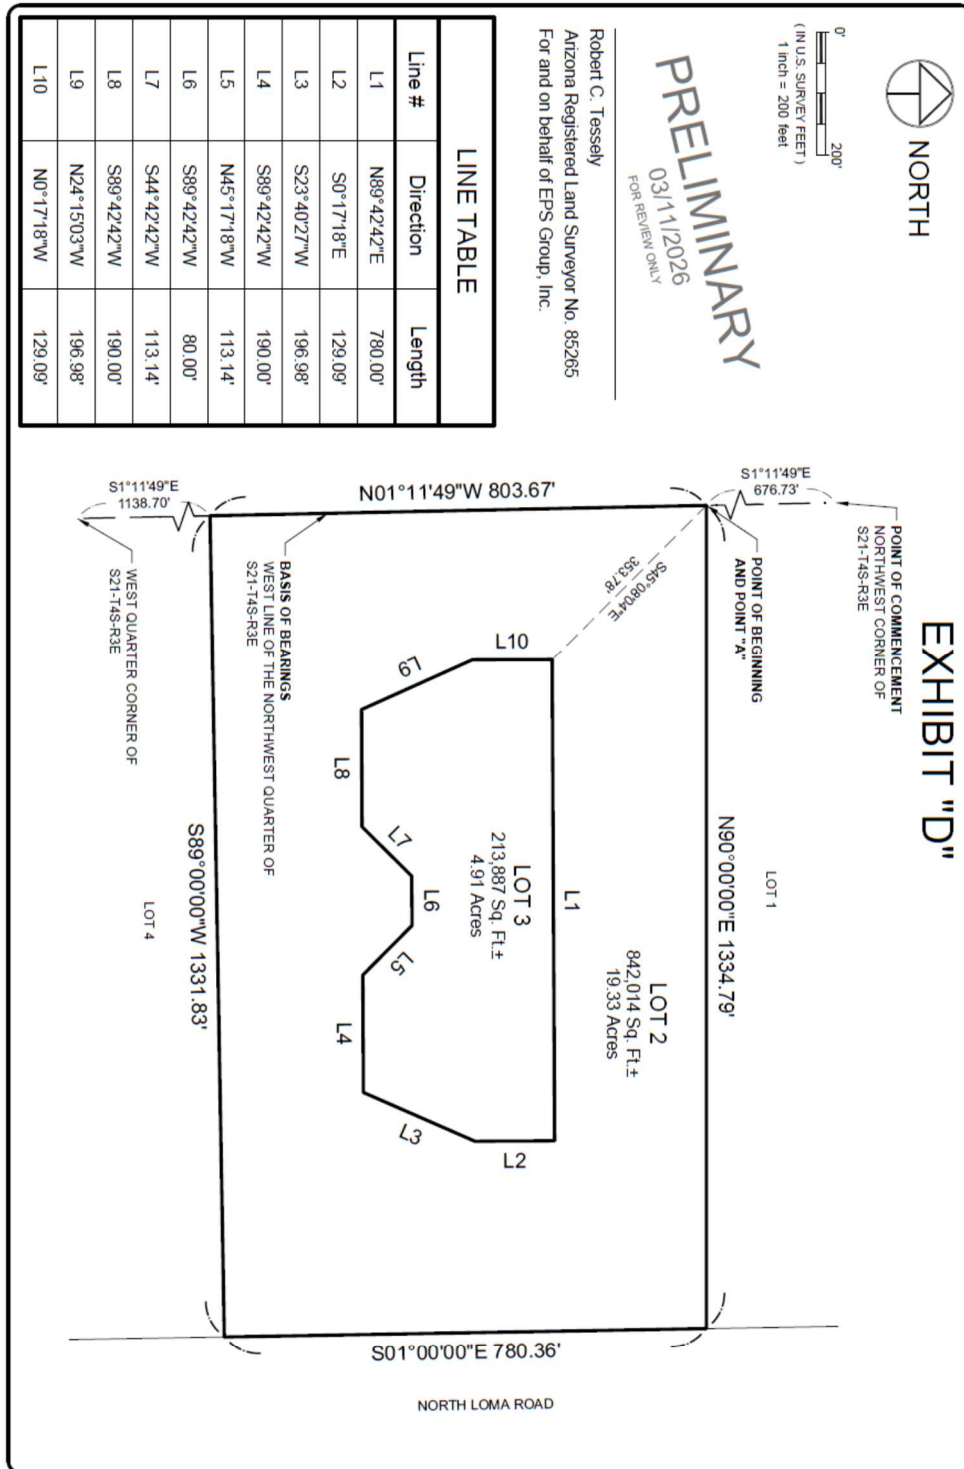 EXHIBIT "D"
NORTH
0' 200'
( IN U.S. SURVEY FEET )
1 inch = 200 feet
PRELIMINARY
03/11/2026
FOR REVIEW ONLY
Robert C. Tessely
Arizona Registered Land Surveyor No. 85265
For and on behalf of EPS Group, Inc.
LINE TABLE
Line # Direction Length
L1 N89°42'42"E 780.00'
L2 S0°17'18"E 129.09'
L3 S23°40'27"W 196.98'
L4 S89°42'42"W 190.00'
L5 N45°17'18"W 113.14'
L6 S89°42'42"W 80.00'
L7 S44°42'42"W 113.14'
L8 S89°42'42"W 190.00'
L9 N24°15'03"W 196.98'
L10 N0°17'18"W 129.09'
POINT OF COMMENCEMENT
NORTHWEST CORNER OF
S21-T4S-R3E
S1°11'49"E
676.73'
POINT OF BEGINNING
AND POINT "A"
LOT 1
N90°00'00"E 1334.79'
S45°08'04"E
353.78'
N01°11'49"W 803.67'
LOT 2
842,014 Sq. Ft.±
19.33 Acres
L1
LOT 3
213,887 Sq. Ft.±
4.91 Acres
L10
L9
L8
L7
L6
L5
L4
L3
L2
BASIS OF BEARINGS
WEST LINE OF THE NORTHWEST QUARTER OF
S21-T4S-R3E
S89°00'00"W 1331.83'
LOT 4
S1°11'49"E
1138.70'
WEST QUARTER CORNER OF
S21-T4S-R3E
S01°00'00"E 780.36'
NORTH LOMA ROAD